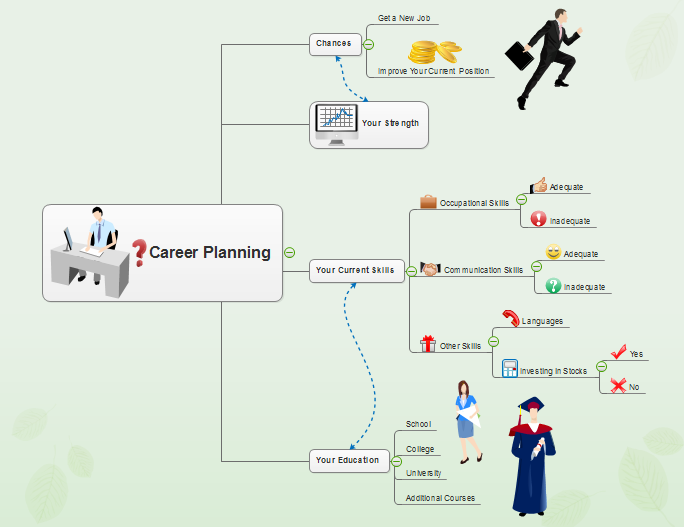 Career Planning
Chances
Get a New Job
Improve Your Current Position
Your Strength
Your Current Skills
Occupational Skills
Adequate
Inadequate
Communication Skills
Adequate
Inadequate
Other Skills
Languages
Investing In Stocks
Yes
No
Your Education
School
College
University
Additional Courses